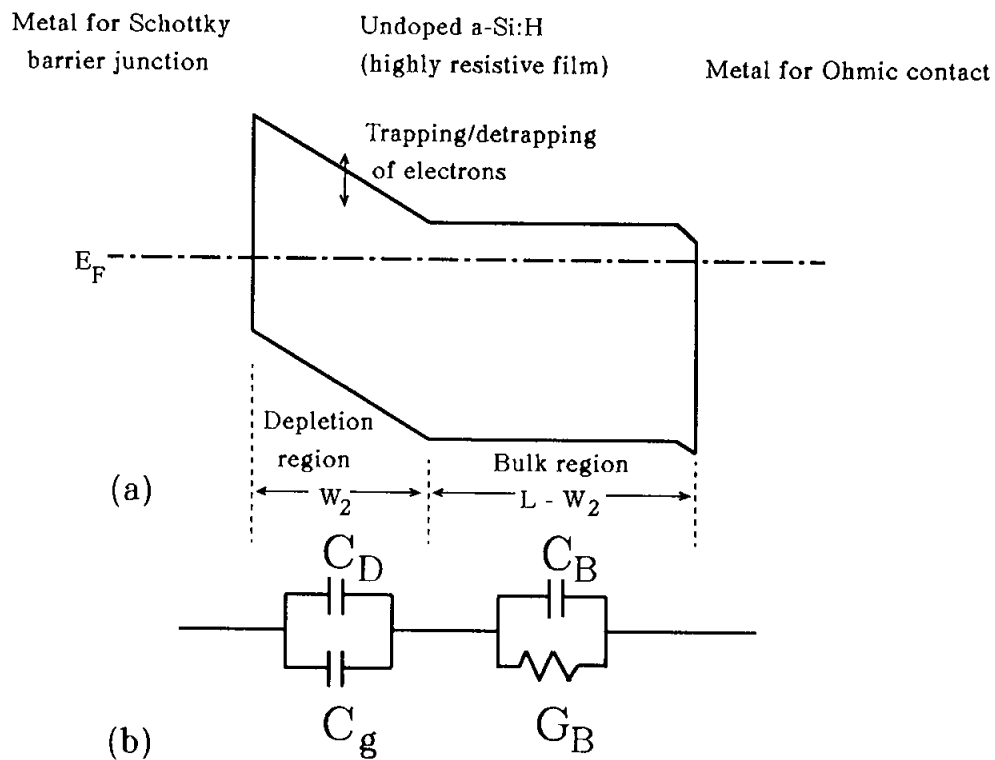 Metal for Schottky
barrier junction
Undoped a-Si:H
(highly resistive film)
Metal for Ohmic contact
Trapping/detrapping
of electrons
E_F
Depletion
region
W_2
Bulk region
L - W_2
(a)
C_D
C_B
C_g
G_B
(b)